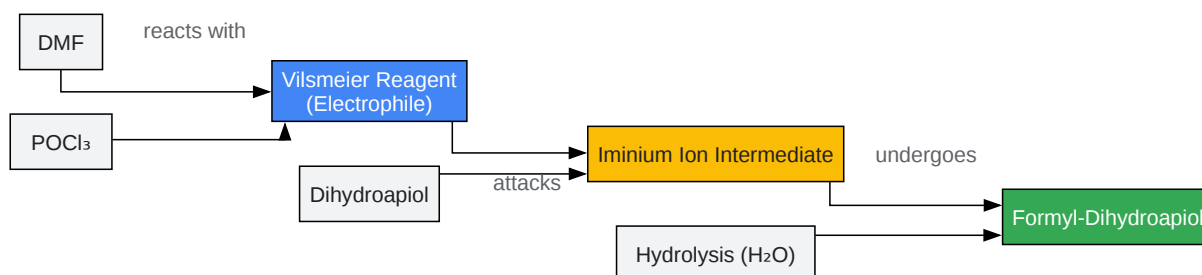 DMF
reacts with
Vilsmeier Reagent
(Electrophile)
POCl₃
Iminium Ion Intermediate
undergoes
Dihydroapiol
attacks
Formyl-Dihydroapiol
Hydrolysis (H₂O)